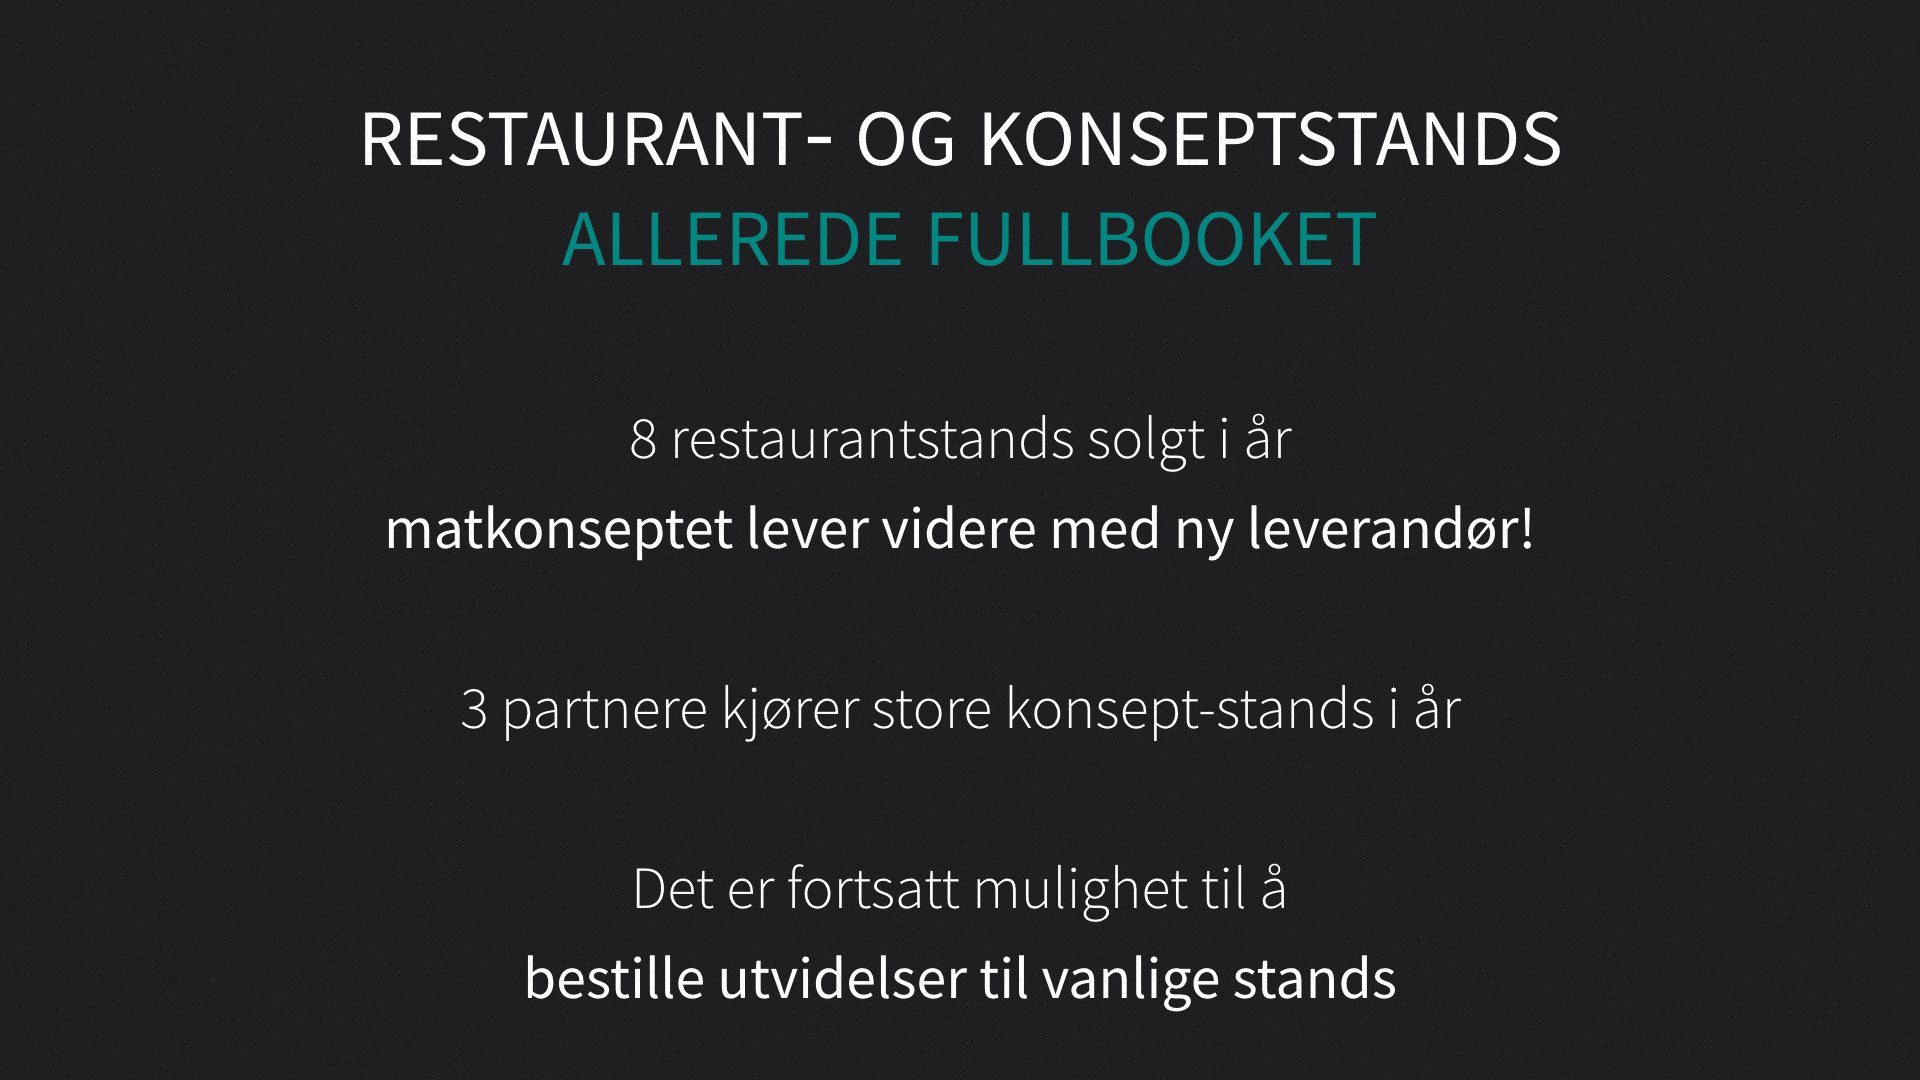 RESTAURANT- OG KONSEPTSTANDS
ALLEREDE FULLBOOKET
8 restaurantstands solgt i år
matkonseptet lever videre med ny leverandør!
3 partnere kjører store konsept-stands i år
Det er fortsatt mulighet til å
bestille utvidelser til vanlige stands